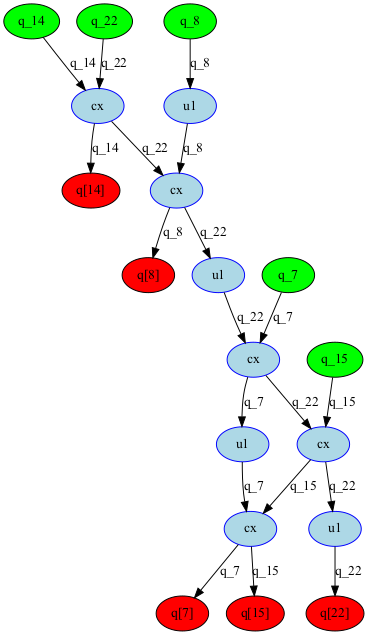 q_14 q_22 q_8
q_14 q_22 q_8
cx u1
q_14 q_22 q_8
q[14] cx
q_8 q_22
q[8] u1 q_7
q_22 q_7
cx q_15
q_7 q_22 q_15
u1 cx
q_7 q_15 q_22
cx u1
q_7 q_15 q_22
q[7] q[15] q[22]